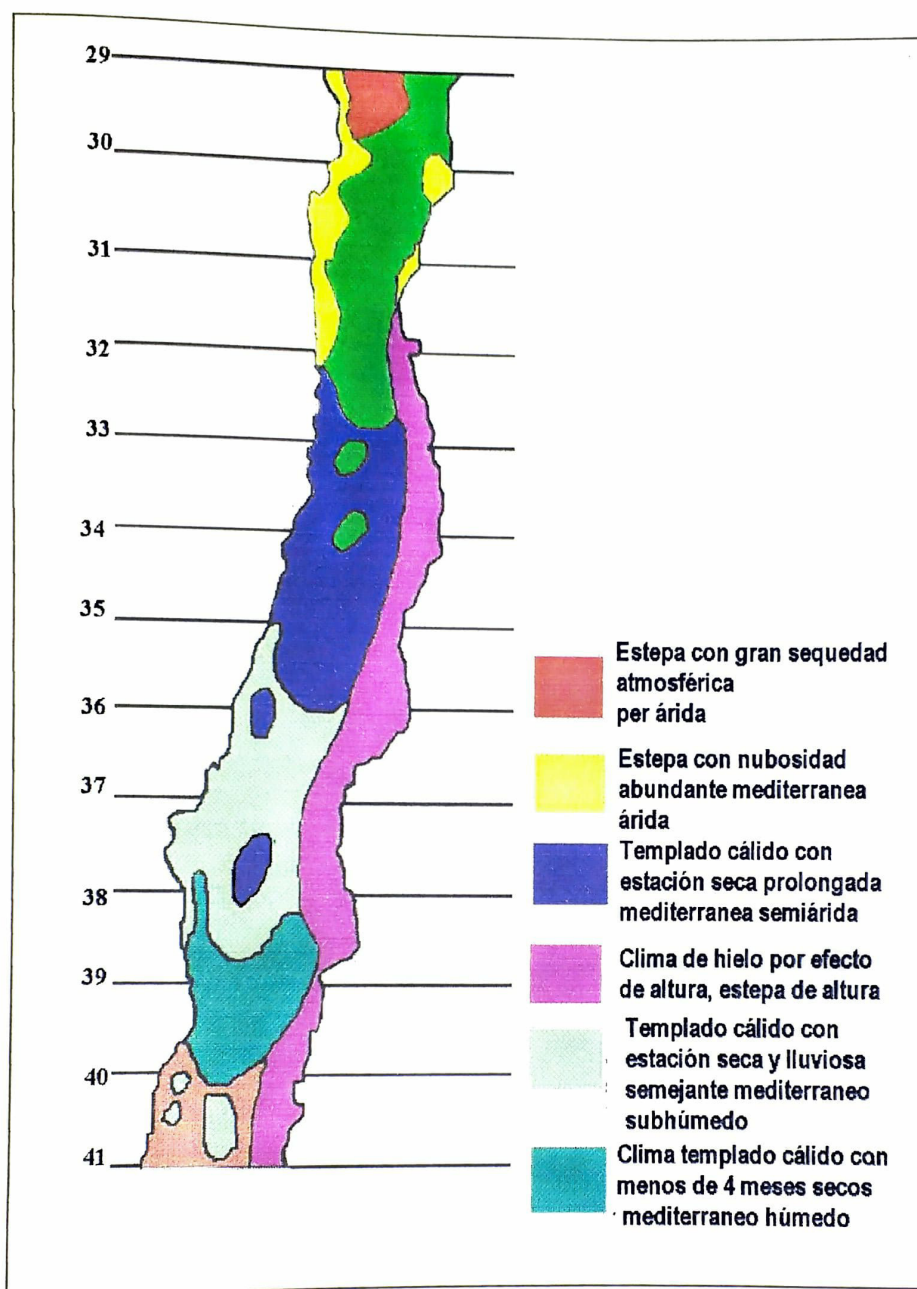 29
30
31
32
33
34
35
36
37
38
39
40
41
Estepa con gran sequedad
atmosférica
per árida
Estepa con nubosidad
abundante mediterranea
árida
Templado cálido con
estación seca prolongada
mediterranea semiárida
Clima de hielo por efecto
de altura, estepa de altura
Templado cálido con
estación seca y lluviosa
semejante mediterraneo
subhúmedo
Clima templado cálido con
menos de 4 meses secos
mediterraneo húmedo